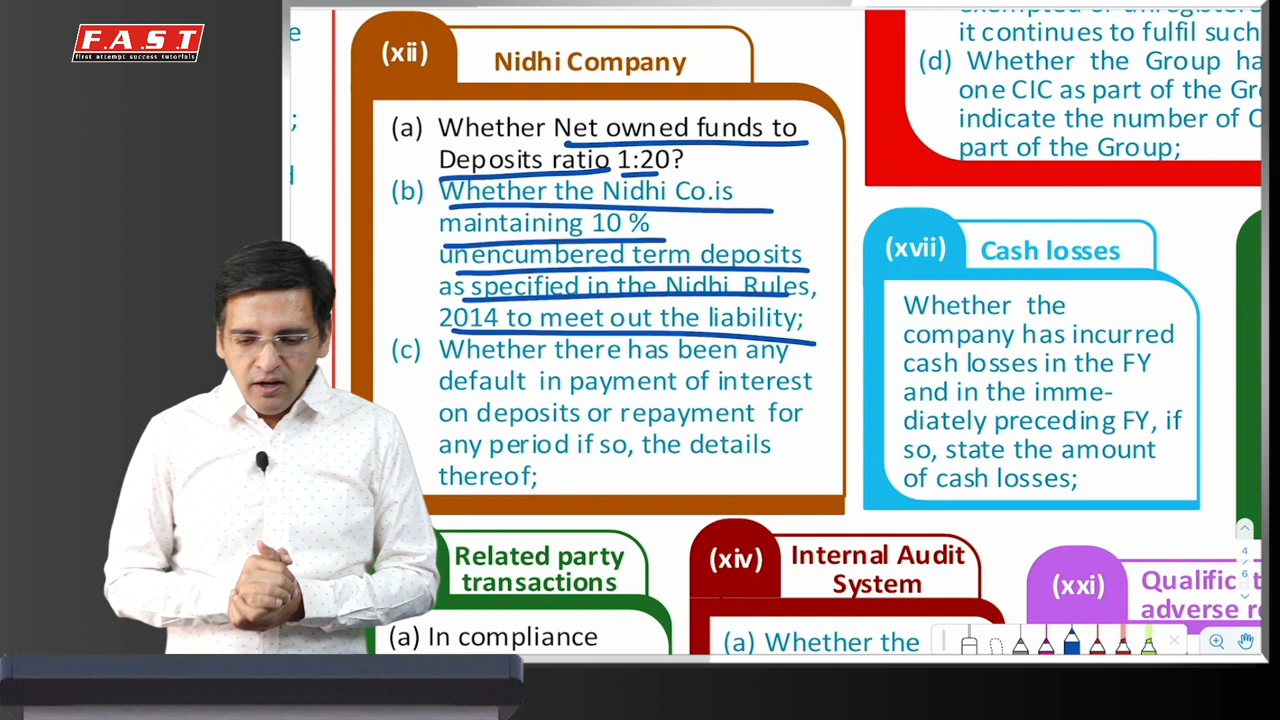 F.A.S.T
first attempt success tutorials
e
;
d
(xii)
Nidhi Company
(a) Whether Net owned funds to
Deposits ratio 1:20?
(b) Whether the Nidhi Co.is
maintaining 10 %
unencumbered term deposits
as specified in the Nidhi Rules,
2014 to meet out the liability;
(c) Whether there has been any
default in payment of interest
on deposits or repayment for
any period if so, the details
thereof;
it continues to fulfil such
(d) Whether the Group ha
one CIC as part of the Gr
indicate the number of C
part of the Group;
(xvii)
Cash losses
Whether the
company has incurred
cash losses in the FY
and in the imme-
diately preceding FY, if
so, state the amount
of cash losses;
Related party
transactions
(a) In compliance
(xiv)
Internal Audit
System
(a) Whether the
(xxi)
Qualific
adverse r
4
6